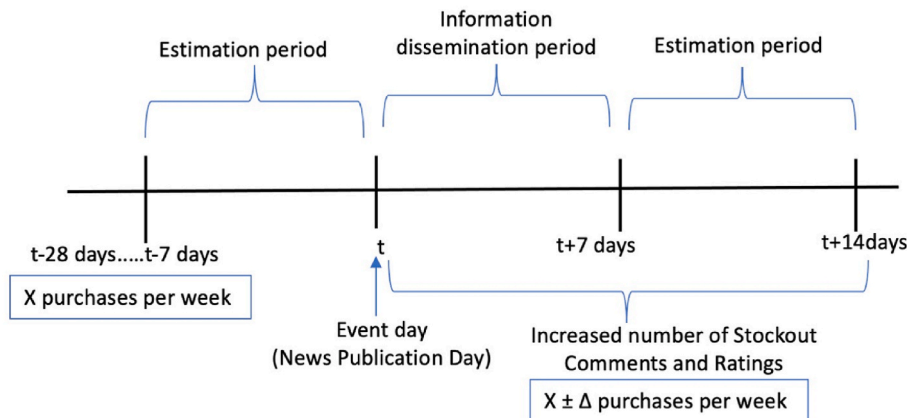 Information
dissemination period
Estimation period
Estimation period
t-28 days.....t-7 days
t
t+7 days
t+14days
X purchases per week
Event day
(News Publication Day)
Increased number of Stockout
Comments and Ratings
X ± Δ purchases per week